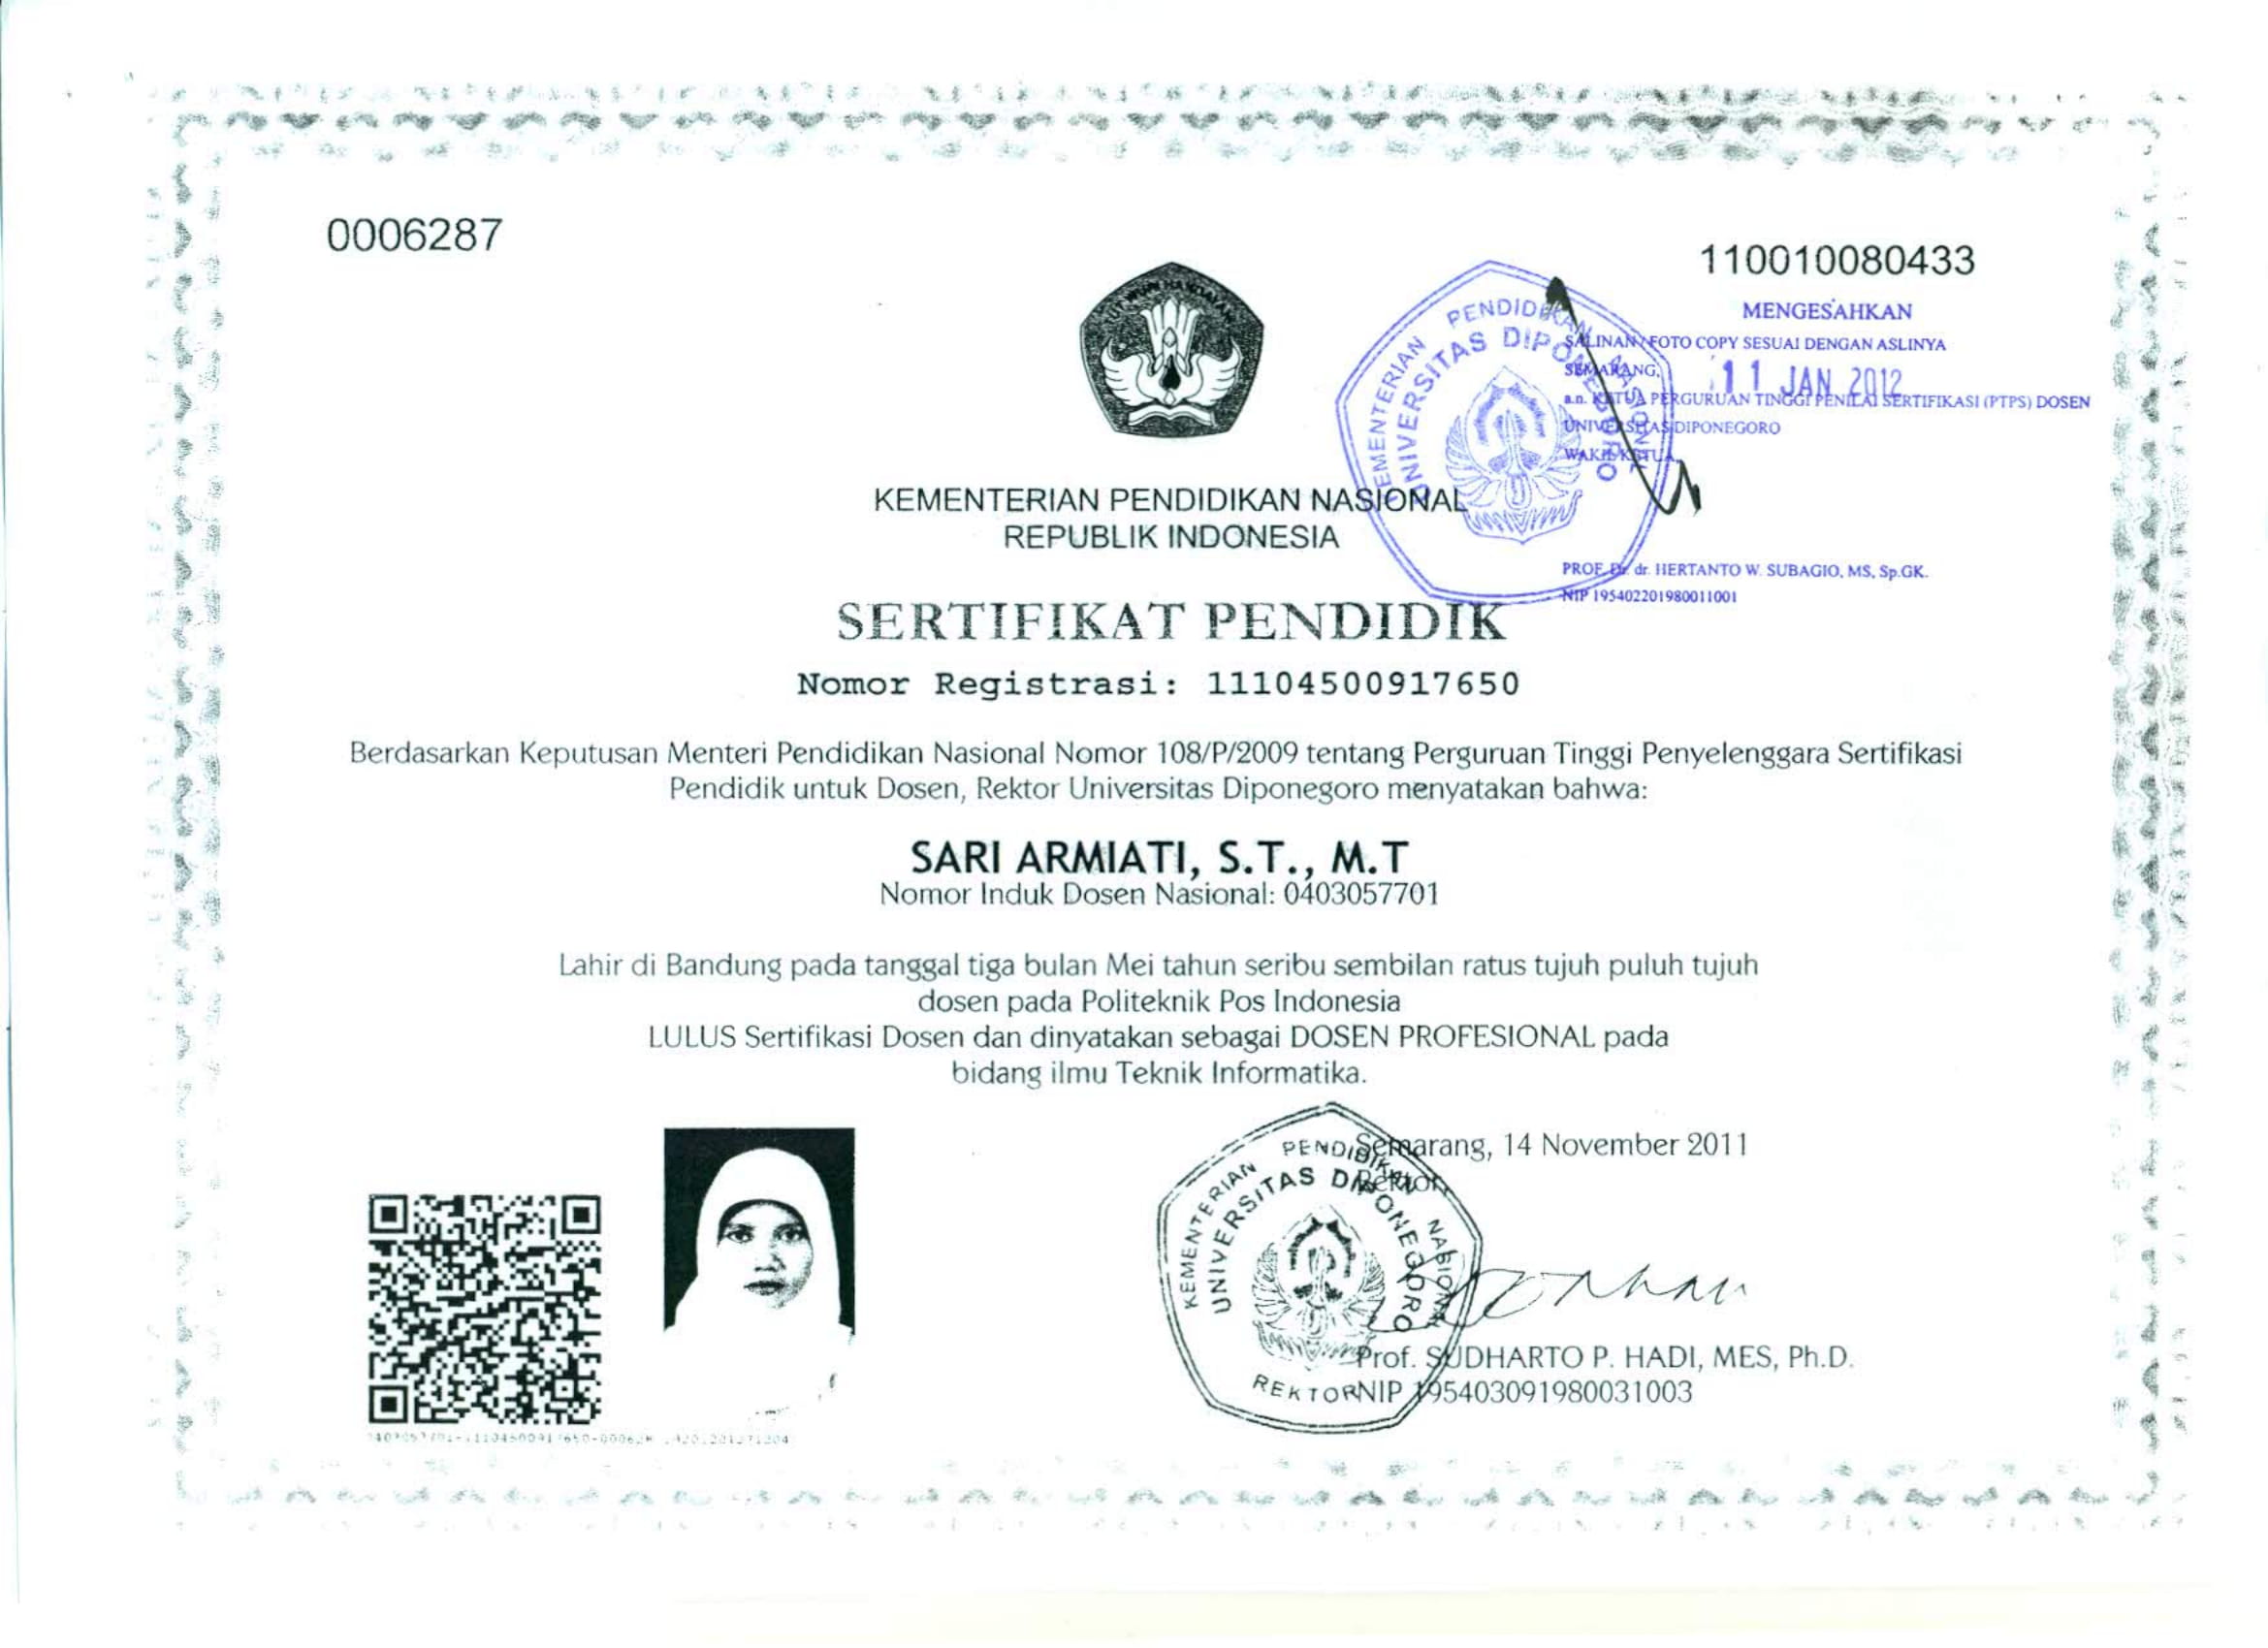 0006287
110010080433
MENGESAHKAN
SALINAN / FOTO COPY SESUAI DENGAN ASLINYA
SEMARANG,
11 JAN 2012
a.n. KETUA PERGURUAN TINGGI PENILAI SERTIFIKASI (PTPS) DOSEN
UNIVERSITAS DIPONEGORO
WAKIL KETUA,
KEMENTERIAN PENDIDIKAN NASIONAL
UNIVERSITAS DIPONEGORO
PROF. Dr. dr. HERTANTO W. SUBAGIO, MS, Sp.GK.
NIP 195402201980011001
TUT WURI HANDAYANI
KEMENTERIAN PENDIDIKAN NASIONAL
REPUBLIK INDONESIA
SERTIFIKAT PENDIDIK
Nomor Registrasi: 11104500917650
Berdasarkan Keputusan Menteri Pendidikan Nasional Nomor 108/P/2009 tentang Perguruan Tinggi Penyelenggara Sertifikasi
Pendidik untuk Dosen, Rektor Universitas Diponegoro menyatakan bahwa:
SARI ARMIATI, S.T., M.T
Nomor Induk Dosen Nasional: 0403057701
Lahir di Bandung pada tanggal tiga bulan Mei tahun seribu sembilan ratus tujuh puluh tujuh
dosen pada Politeknik Pos Indonesia
LULUS Sertifikasi Dosen dan dinyatakan sebagai DOSEN PROFESIONAL pada
bidang ilmu Teknik Informatika.
Semarang, 14 November 2011
Rektor
KEMENTERIAN PENDIDIKAN NASIONAL
UNIVERSITAS DIPONEGORO
REKTOR
Prof. SUDHARTO P. HADI, MES, Ph.D.
NIP 195403091980031003